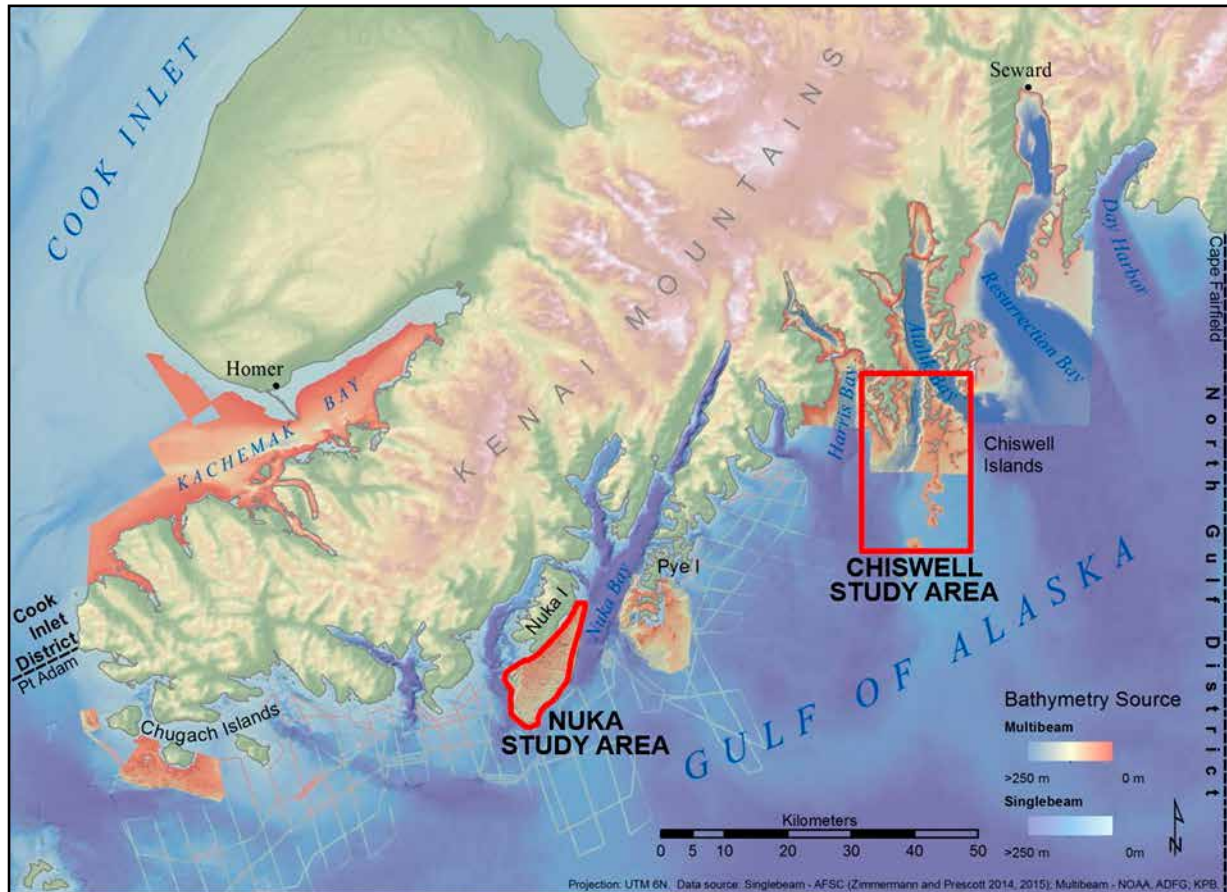 COOK INLET
Seward
KENAI MOUNTAINS
Day Harbor
Cape Fairfield
Resurrection Bay
Aialik Bay
Harris Bay
Homer
KACHEMAK BAY
Chiswell
Islands
CHISWELL
STUDY AREA
Pye I
Nuka I
Nuka Bay
Cook
Inlet
District
Pt Adam
Chugach Islands
NUKA
STUDY AREA
GULF OF ALASKA
North Gulf District
Bathymetry Source
Multibeam
>250 m 0 m
Singlebeam
>250 m 0m
Kilometers
0 5 10 20 30 40 50
N
Projection: UTM 6N. Data source: Singlebeam - AFSC (Zimmermann and Prescott 2014, 2015); Multibeam - NOAA, ADFG; KPB